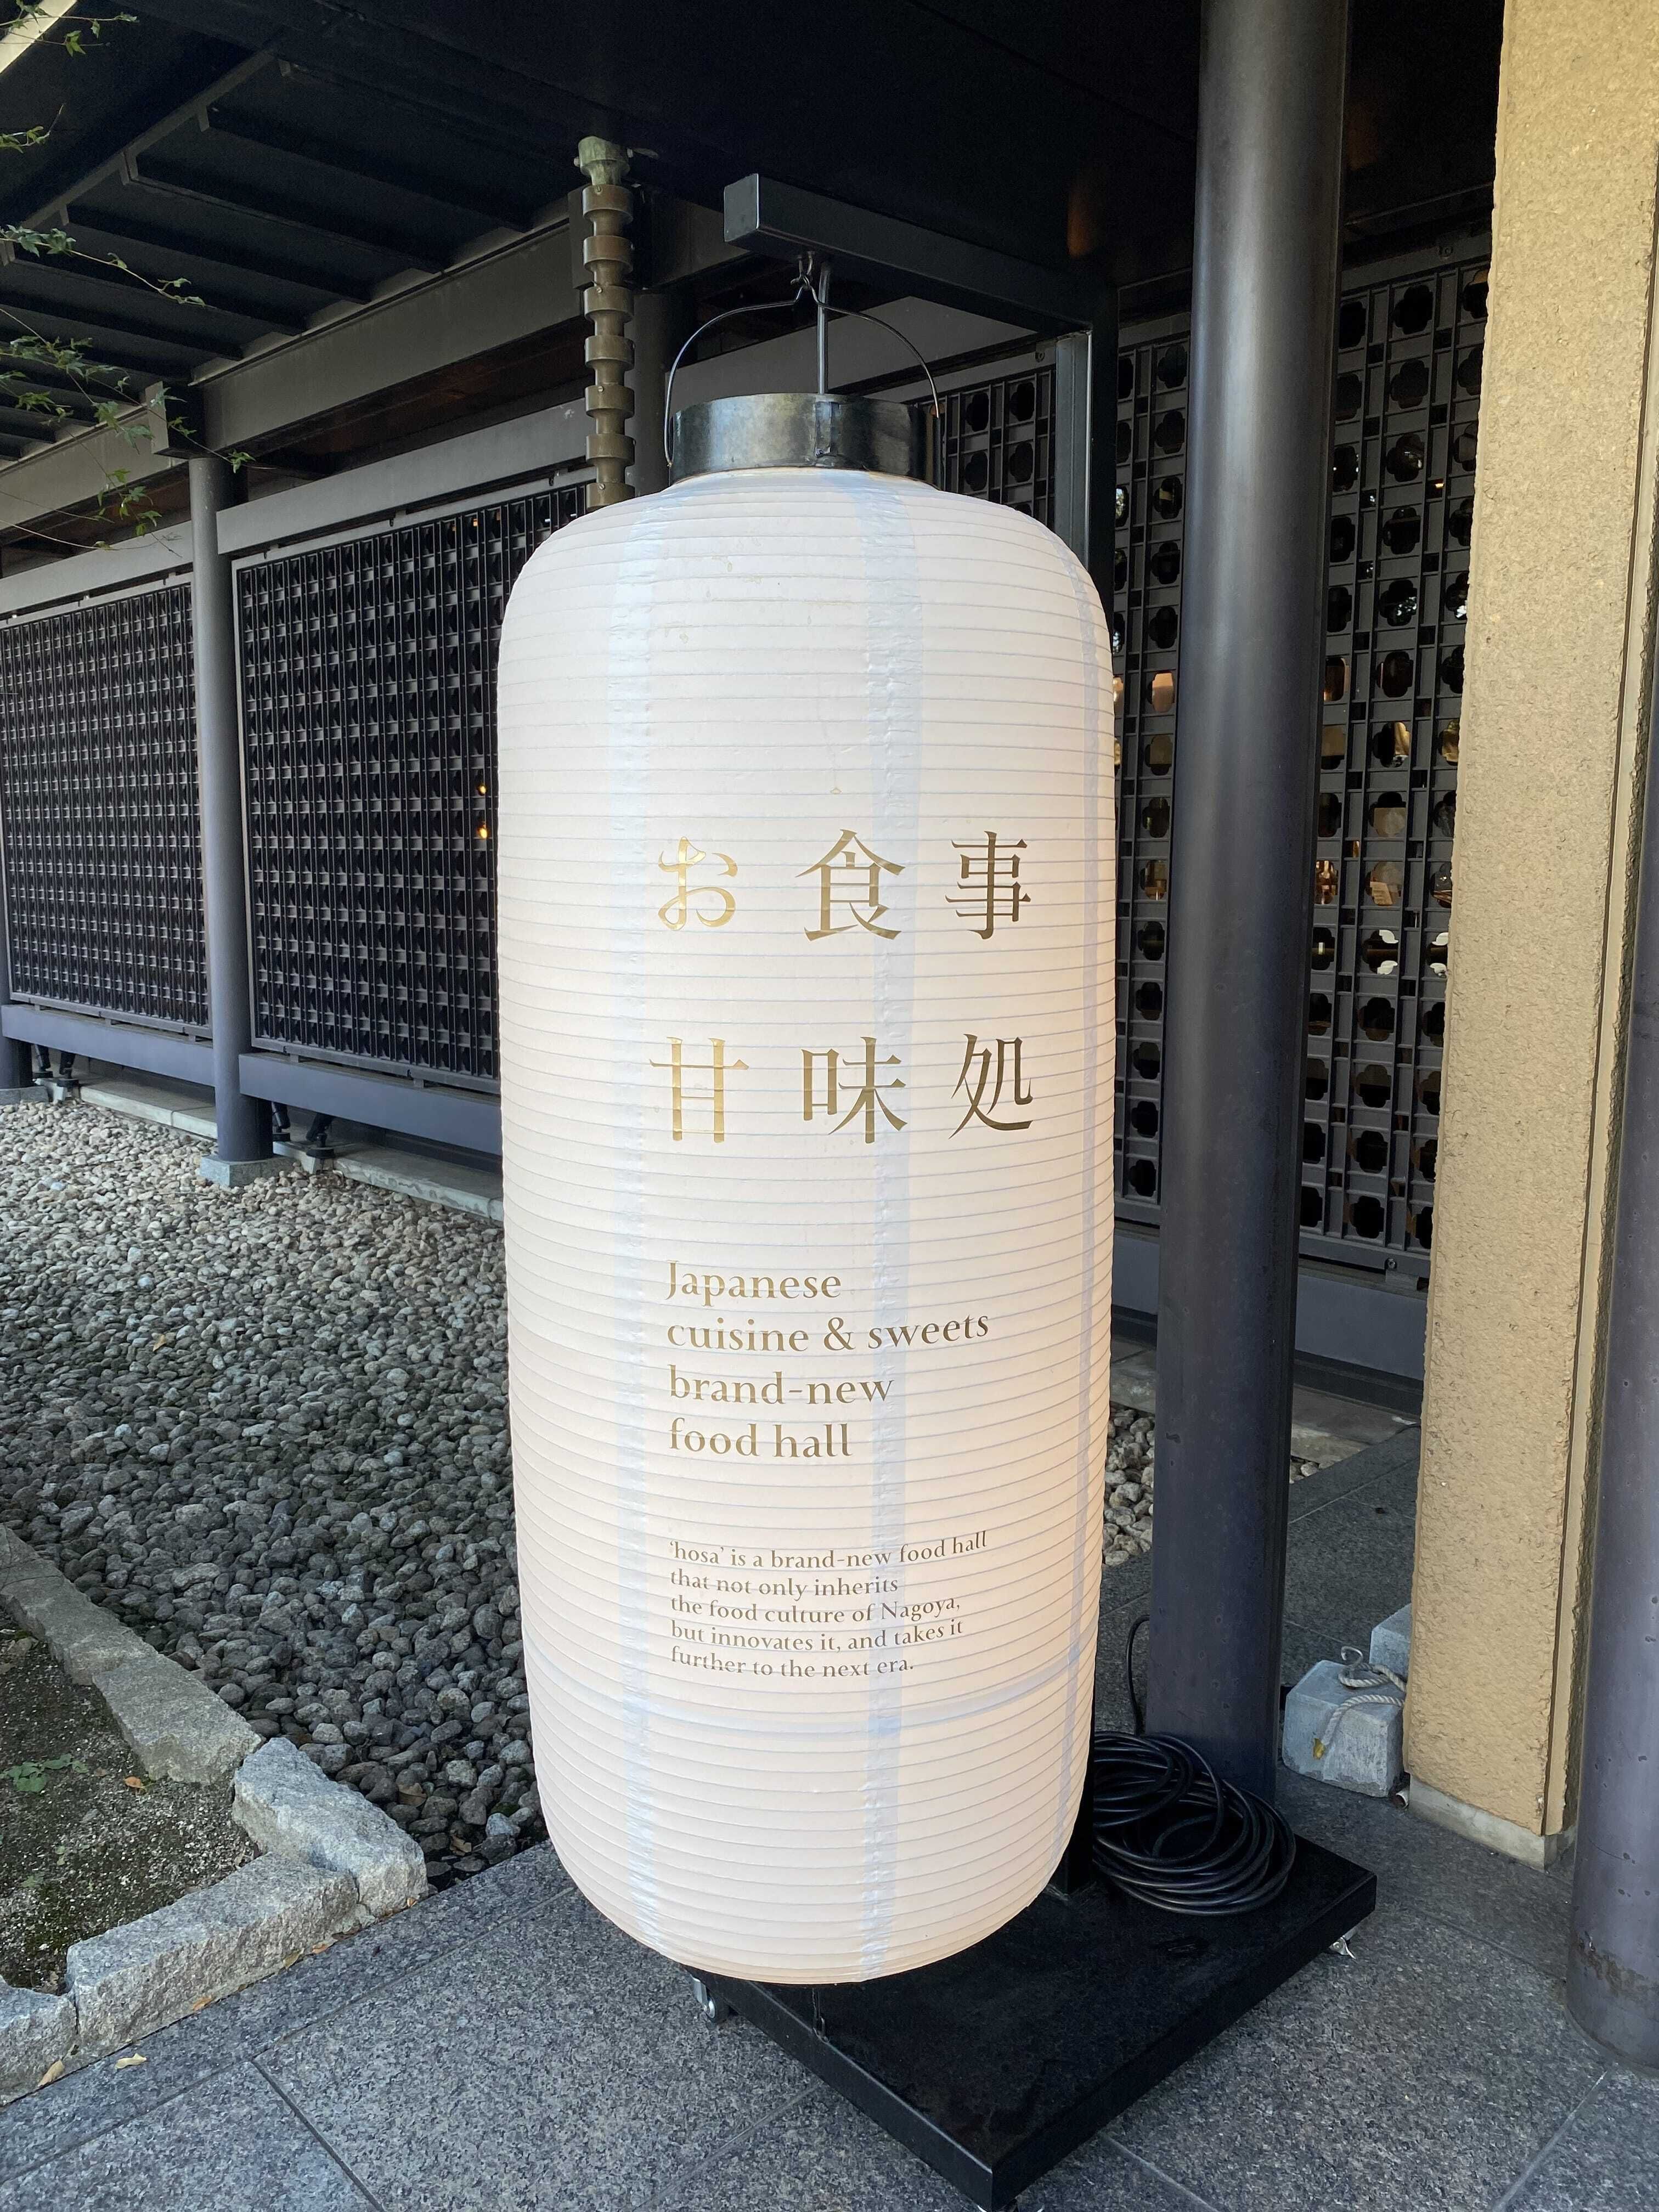 お食事
甘味処
Japanese
cuisine & sweets
brand-new
food hall
‘hosa’ is a brand-new food hall
that not only inherits
the food culture of Nagoya,
but innovates it, and takes it
further to the next era.